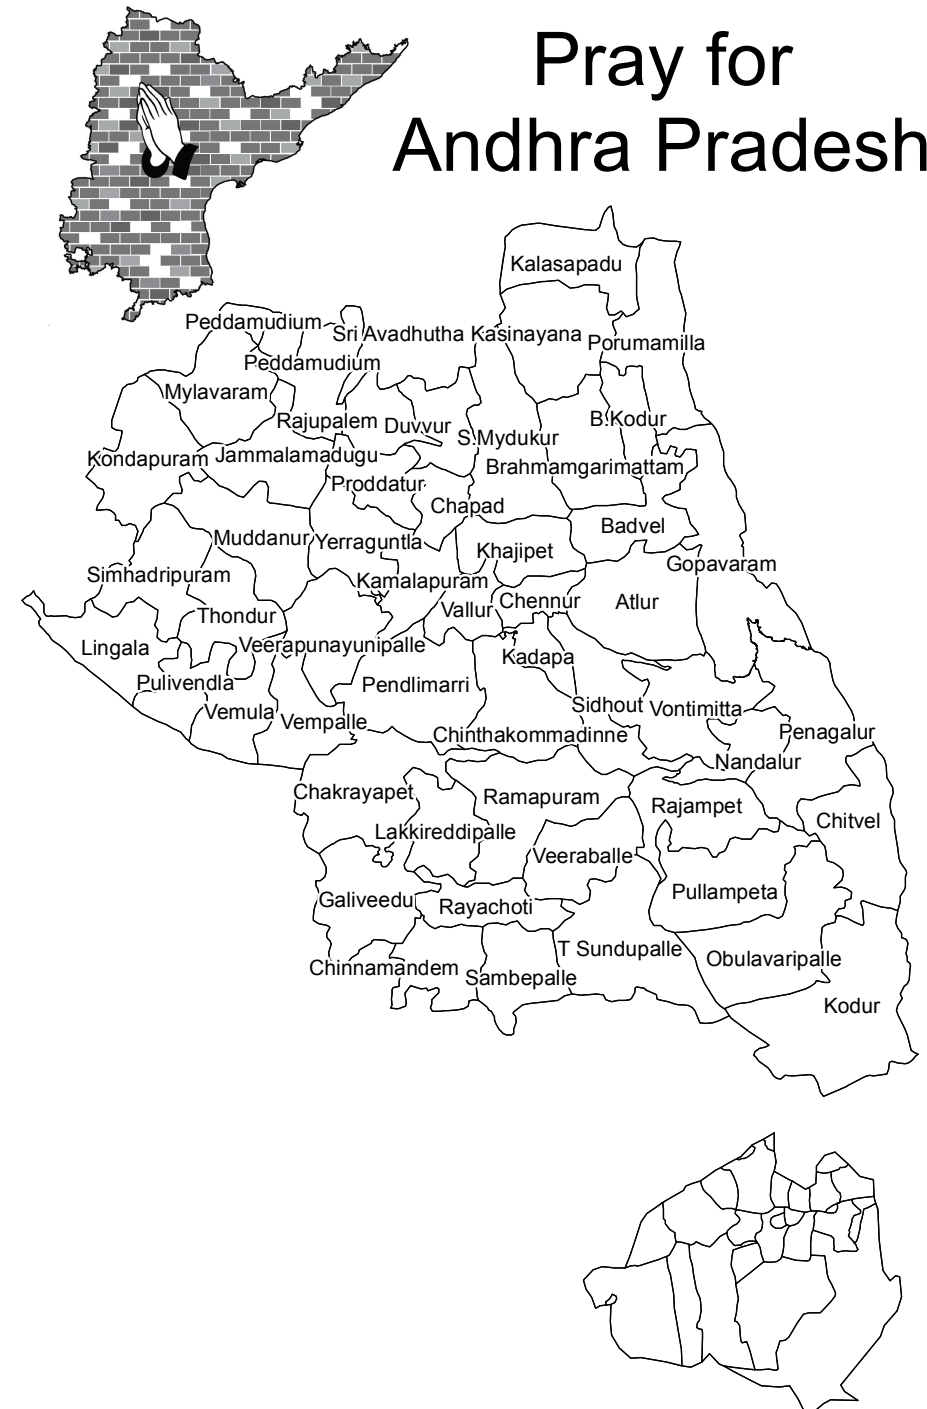 Pray for
Andhra Pradesh
Kalasapadu
Peddamudium
Sri Avadhutha Kasinayana
Porumamilla
Peddamudium
Mylavaram
Rajupalem
Duvvur
B.Kodur
S.Mydukur
Kondapuram
Jammalamadugu
Brahmamgarimattam
Proddatur
Chapad
Badvel
Muddanur
Yerraguntla
Khajipet
Gopavaram
Simhadripuram
Kamalapuram
Thondur
Vallur
Chennur
Atlur
Lingala
Veerapunayunipalle
Kadapa
Pulivendla
Pendlimarri
Vemula
Vempalle
Sidhout
Vontimitta
Chinthakommadinne
Penagalur
Nandalur
Chakrayapet
Ramapuram
Rajampet
Chitvel
Lakkireddipalle
Veeraballe
Galiveedu
Rayachoti
Pullampeta
T Sundupalle
Obulavaripalle
Chinnamandem
Sambepalle
Kodur